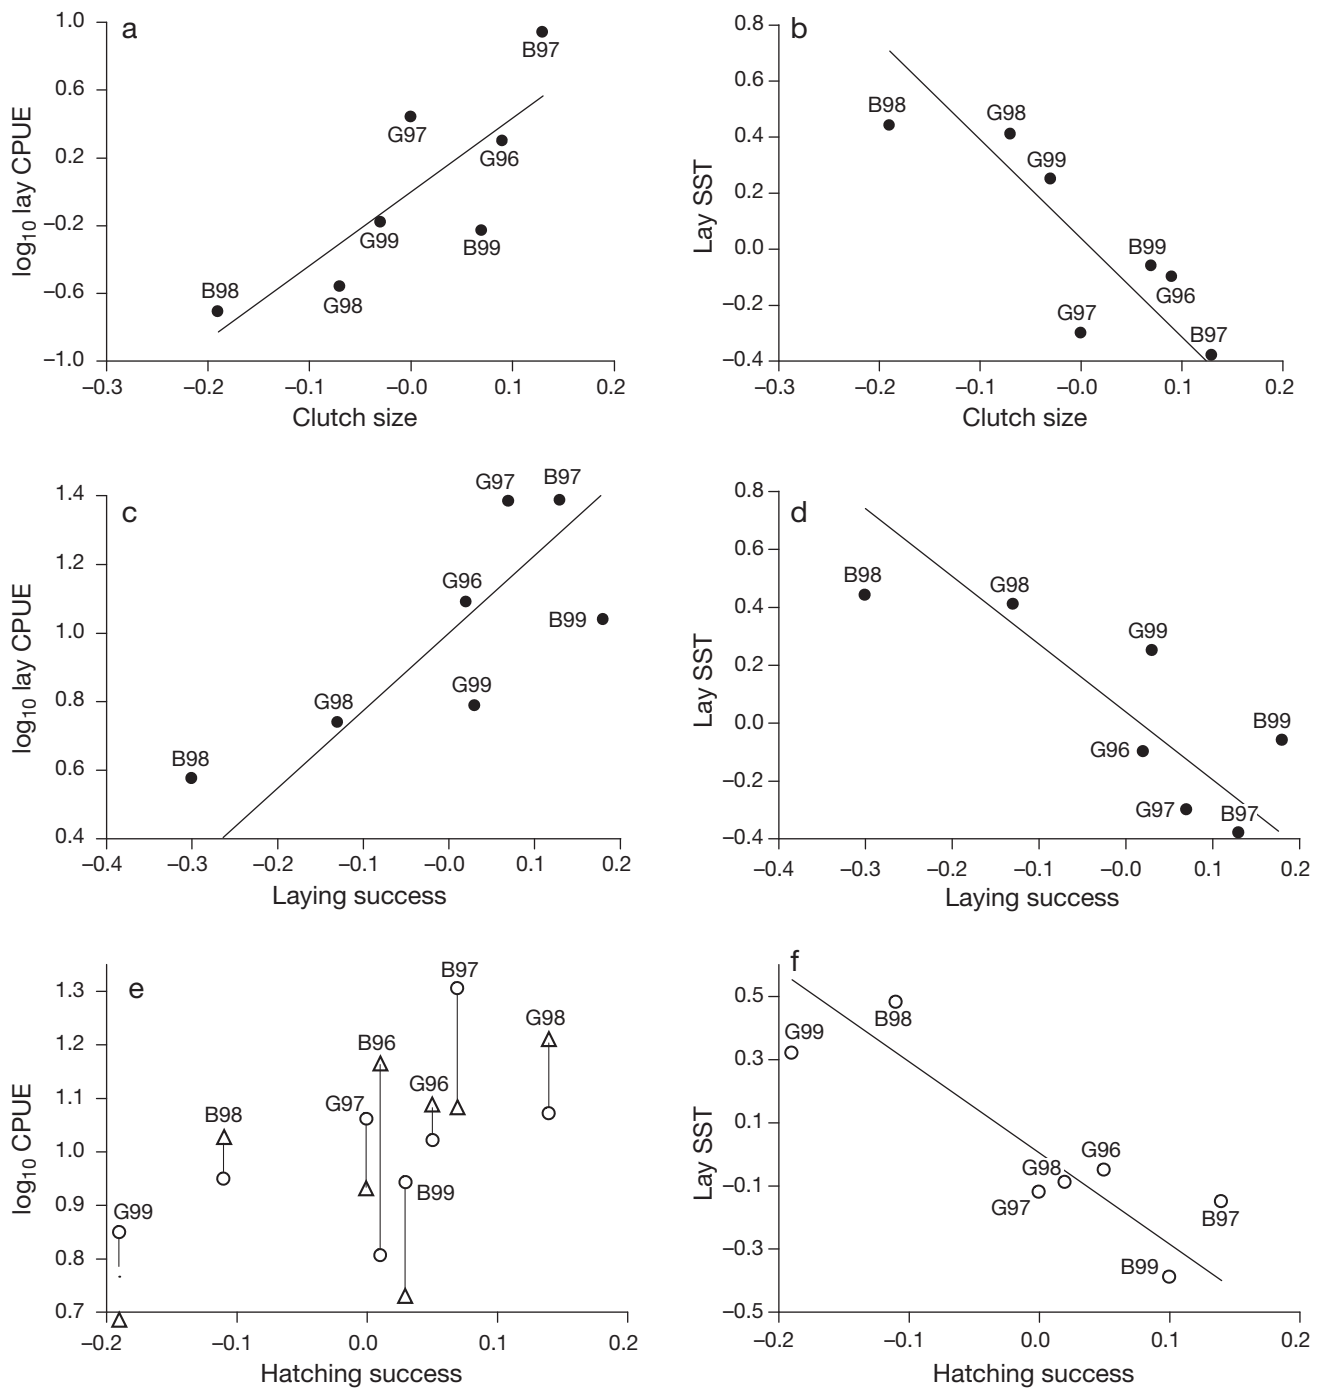 a
1.0
0.6
0.2
−0.2
−0.6
−1.0
log10 lay CPUE
B97
G97
G96
G99
B99
B98
G98
−0.3 −0.2 −0.1 −0.0 0.1 0.2
Clutch size
b
0.8
0.6
0.4
0.2
0.0
−0.2
−0.4
Lay SST
B98
G98
G99
B99
G96
G97
B97
−0.3 −0.2 −0.1 −0.0 0.1 0.2
Clutch size
c
1.4
1.2
1.0
0.8
0.6
0.4
log10 lay CPUE
G97
B97
G96
B99
G99
G98
B98
−0.4 −0.3 −0.2 −0.1 −0.0 0.1 0.2
Laying success
d
0.8
0.6
0.4
0.2
0.0
−0.2
−0.4
Lay SST
B98
G98
G99
B99
G96
G97
B97
−0.4 −0.3 −0.2 −0.1 −0.0 0.1 0.2
Laying success
e
1.3
1.2
1.1
1.0
0.9
0.8
0.7
log10 CPUE
B97
G98
B96
G96
G97
B98
B99
G99
−0.2 −0.1 0.0 0.1 0.2
Hatching success
f
0.5
0.3
0.1
−0.1
−0.3
−0.5
Lay SST
G99
B98
G96
G98
G97
B97
B99
−0.2 −0.1 0.0 0.1 0.2
Hatching success